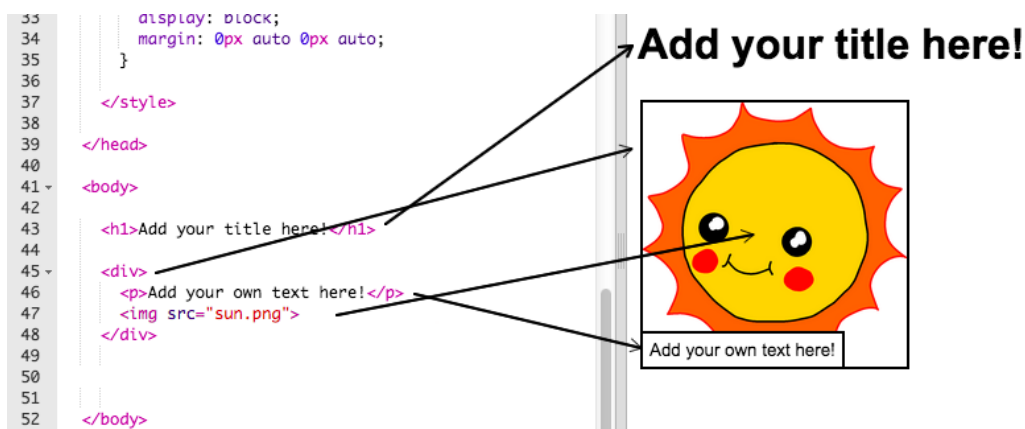 33 display: block;
34 margin: 0px auto 0px auto;
35 }
36
37 </style>
38
39 </head>
40
41 <body>
42
43 <h1>Add your title here!</h1>
44
45 <div>
46 <p>Add your own text here!</p>
47 <img src="sun.png">
48 </div>
49
50
51
52 </body>
Add your title here!
Add your own text here!